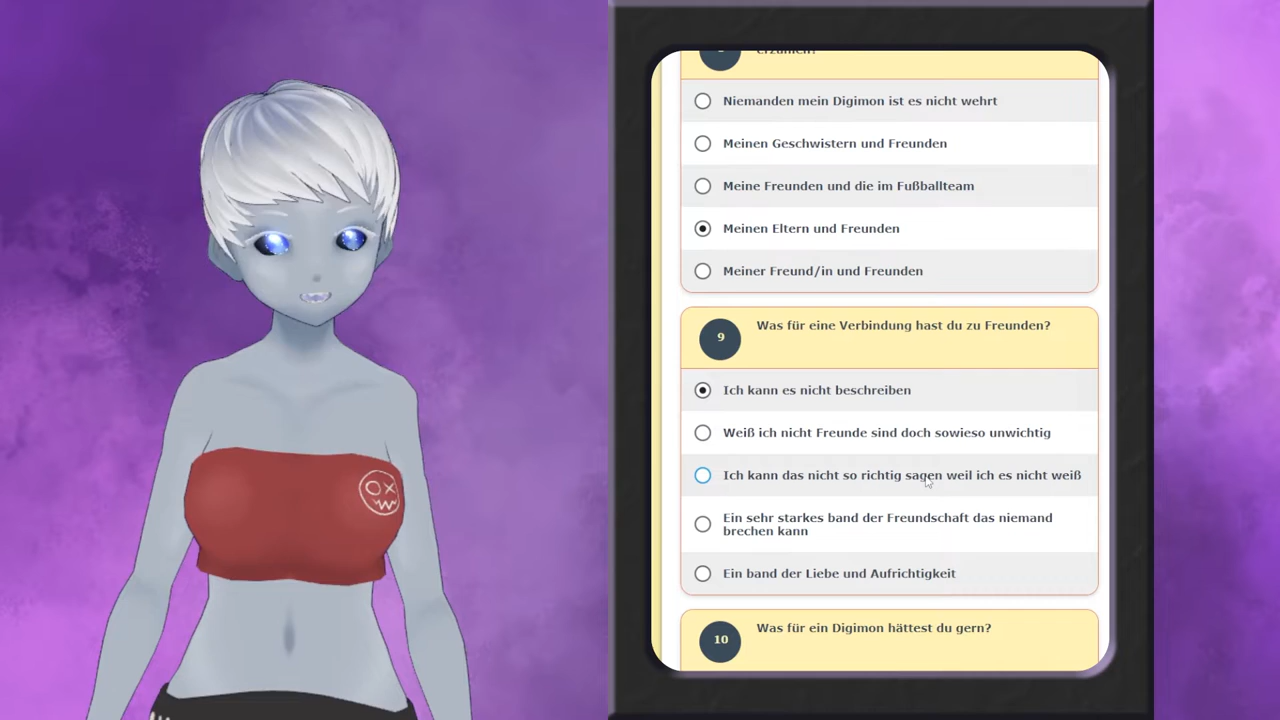 erzählen?
Niemanden mein Digimon ist es nicht wehrt
Meinen Geschwistern und Freunden
Meine Freunden und die im Fußballteam
Meinen Eltern und Freunden
Meiner Freund/in und Freunden
9
Was für eine Verbindung hast du zu Freunden?
Ich kann es nicht beschreiben
Weiß ich nicht Freunde sind doch sowieso unwichtig
Ich kann das nicht so richtig sagen weil ich es nicht weiß
Ein sehr starkes band der Freundschaft das niemand
brechen kann
Ein band der Liebe und Aufrichtigkeit
10
Was für ein Digimon hättest du gern?